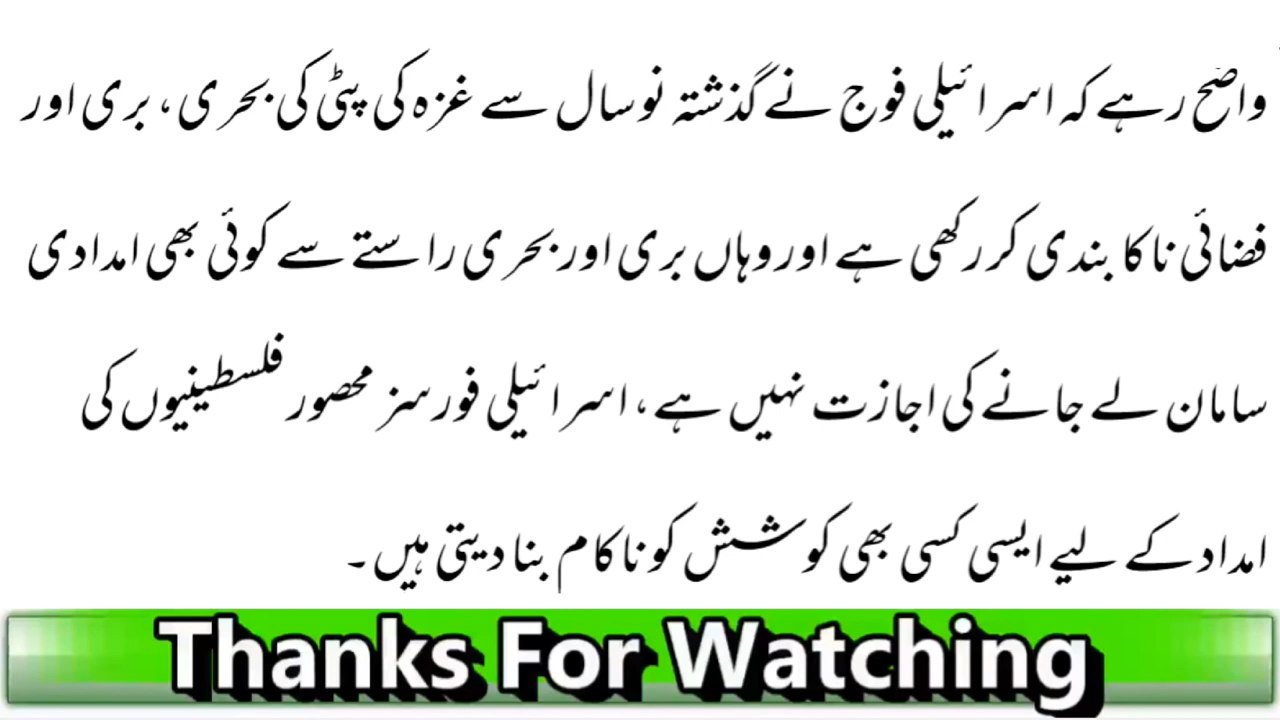 واضح رہے کہ اسرائیلی فوج نے گذشتہ نوسال سے غزہ کی پٹی کی بحری، بری اور
فضائی ناکا بندی کر رکھی ہے اور وہاں بری اور بحری راستے سے کوئی بھی امدادی
سامان لے جانے کی اجازت نہیں ہے، اسرائیلی فورسز محصور فلسطینیوں کی
امداد کے لیے ایسی کسی بھی کوشش کو ناکام بنا دیتی ہیں۔
Thanks For Watching